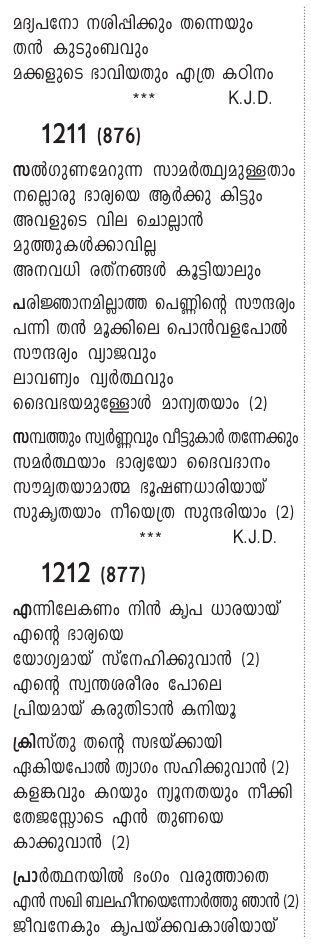 മദ്യപനോ നശിപ്പിക്കും തന്നെയും
തൻ കുടുംബവും
മക്കളുടെ ഭാവിയതും എത്ര കഠിനം
*** K.J.D.
1211 (876)
സൽഗുണമേറുന്ന സാമർത്ഥ്യമുള്ളതാം
നല്ലൊരു ഭാര്യയെ ആർക്കു കിട്ടും
അവളുടെ വില ചൊല്ലാൻ
മുത്തുകൾക്കാവില്ല
അനവധി രത്നങ്ങൾ കൂട്ടിയാലും
പരിജ്ഞാനമില്ലാത്ത പെണ്ണിന്റെ സൗന്ദര്യം
പന്നി തൻ മൂക്കിലെ പൊൻവളപോൽ
സൗന്ദര്യം വ്യാജവും
ലാവണ്യം വ്യർത്ഥവും
ദൈവഭയമുള്ളോൾ മാന്യതയാം (2)
സമ്പത്തും സ്വർണ്ണവും വീട്ടുകാർ തന്നേക്കും
സമർത്ഥയാം ഭാര്യയോ ദൈവദാനം
സൗമ്യതയാമാത്മ ഭൂഷണധാരിയായ്
സുകൃതയാം നീയെത്ര സുന്ദരിയാം (2)
*** K.J.D.
1212 (877)
എന്നിലേകണം നിൻ കൃപ ധാരയായ്
എന്റെ ഭാര്യയെ
യോഗ്യമായ് സ്നേഹിക്കുവാൻ (2)
എന്റെ സ്വന്തശരീരം പോലെ
പ്രിയമായ് കരുതിടാൻ കനിയൂ
ക്രിസ്തു തന്റെ സഭയ്ക്കായി
ഏകിയപോൽ ത്യാഗം സഹിക്കുവാൻ (2)
കളങ്കവും കറയും ന്യൂനതയും നീക്കി
തേജസ്സോടെ എൻ തുണയെ
കാക്കുവാൻ (2)
പ്രാർത്ഥനയിൽ ഭംഗം വരുത്താതെ
എൻ സഖി ബലഹീനയെന്നോർത്തു ഞാൻ (2)
ജീവനേകും കൃപയ്ക്കവകാശിയായ്